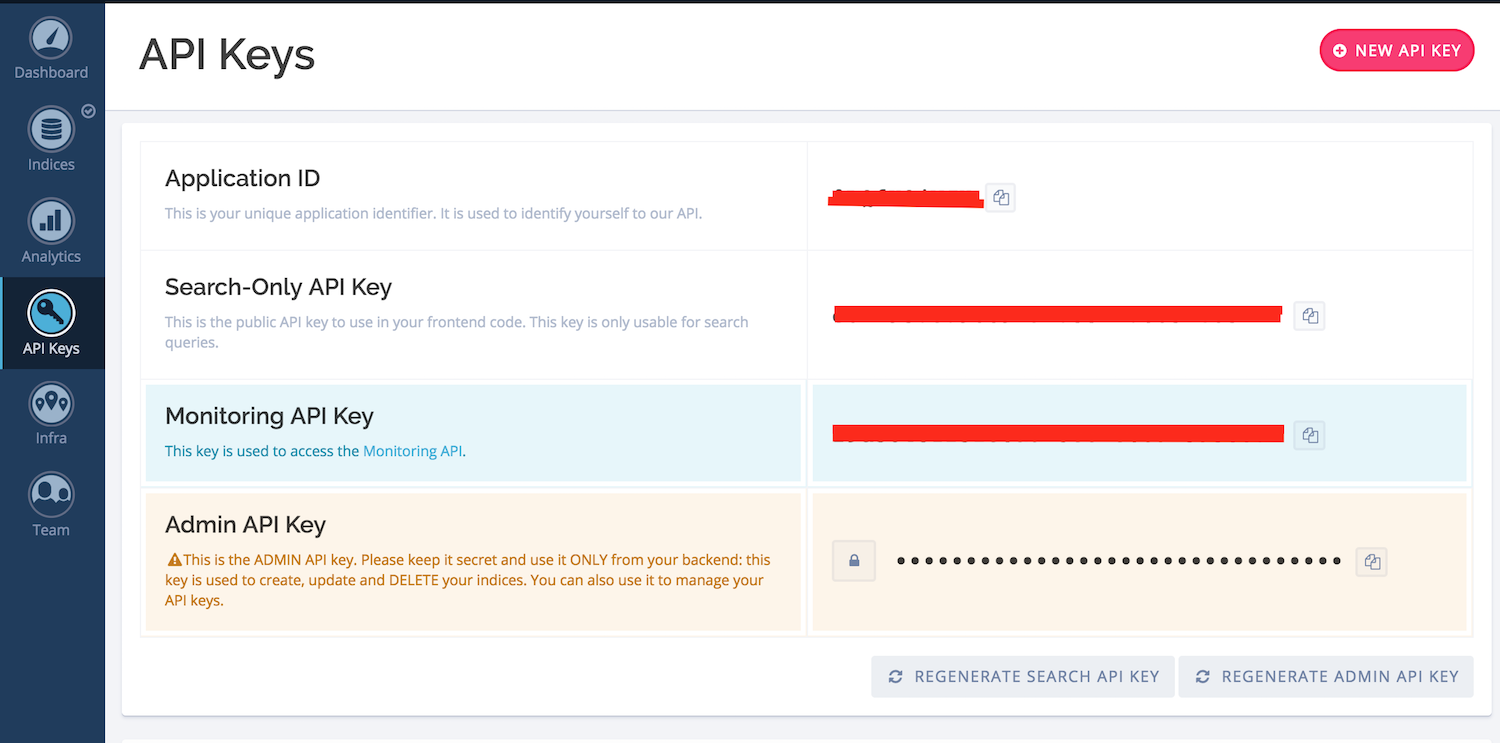 Dashboard
Indices
Analytics
API Keys
Infra
Team
API Keys
NEW API KEY
Application ID
This is your unique application identifier. It is used to identify yourself to our API.
Search-Only API Key
This is the public API key to use in your frontend code. This key is only usable for search
queries.
Monitoring API Key
This key is used to access the Monitoring API.
Admin API Key
This is the ADMIN API key. Please keep it secret and use it ONLY from your backend: this
key is used to create, update and DELETE your indices. You can also use it to manage your
API keys.
REGENERATE SEARCH API KEY
REGENERATE ADMIN API KEY